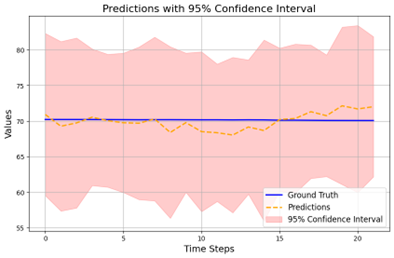 Predictions with 95% Confidence Interval
Values
80
75
70
65
60
55
0
5
10
15
20
Time Steps
Ground Truth
Predictions
95% Confidence Interval